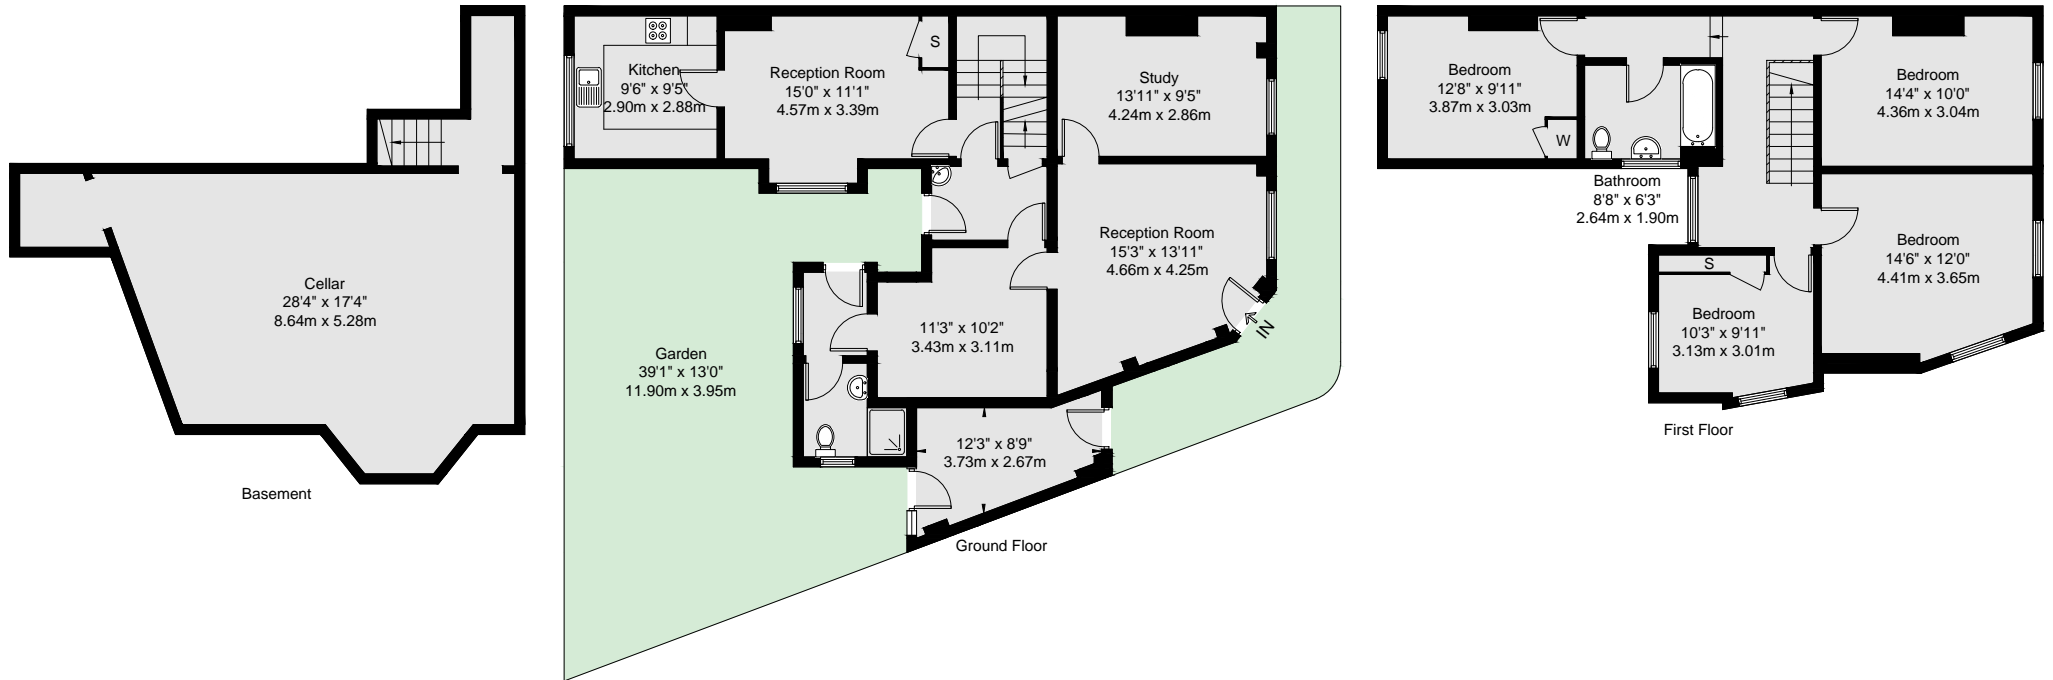 Cellar
28'4" x 17'4"
8.64m x 5.28m
Basement
Kitchen
9'6" x 9'5"
2.90m x 2.88m
Reception Room
15'0" x 11'1"
4.57m x 3.39m
S
Study
13'11" x 9'5"
4.24m x 2.86m
Reception Room
15'3" x 13'11"
4.66m x 4.25m
IN
11'3" x 10'2"
3.43m x 3.11m
Garden
39'1" x 13'0"
11.90m x 3.95m
12'3" x 8'9"
3.73m x 2.67m
Ground Floor
Bedroom
12'8" x 9'11"
3.87m x 3.03m
W
Bathroom
8'8" x 6'3"
2.64m x 1.90m
Bedroom
14'4" x 10'0"
4.36m x 3.04m
Bedroom
14'6" x 12'0"
4.41m x 3.65m
S
Bedroom
10'3" x 9'11"
3.13m x 3.01m
First Floor